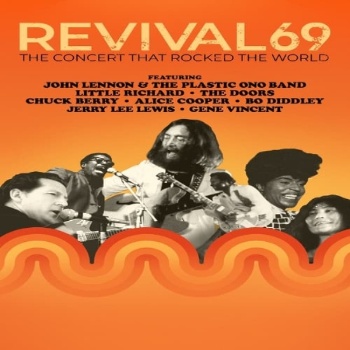 REVIVAL69
THE CONCERT THAT ROCKED THE WORLD
FEATURING
JOHN LENNON & THE PLASTIC ONO BAND
LITTLE RICHARD • THE DOORS
CHUCK BERRY • ALICE COOPER • BO DIDDLEY
JERRY LEE LEWIS • GENE VINCENT